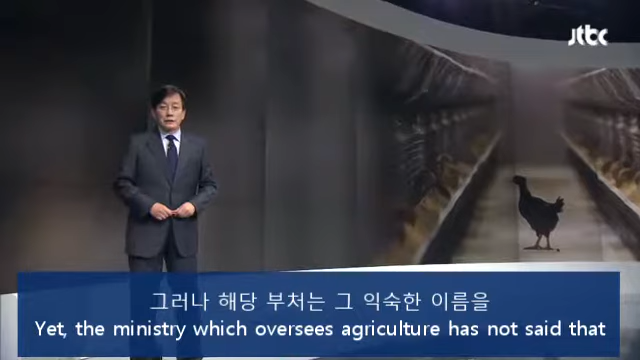 jtbc
그러나 해당 부처는 그 익숙한 이름을
Yet, the ministry which oversees agriculture has not said that